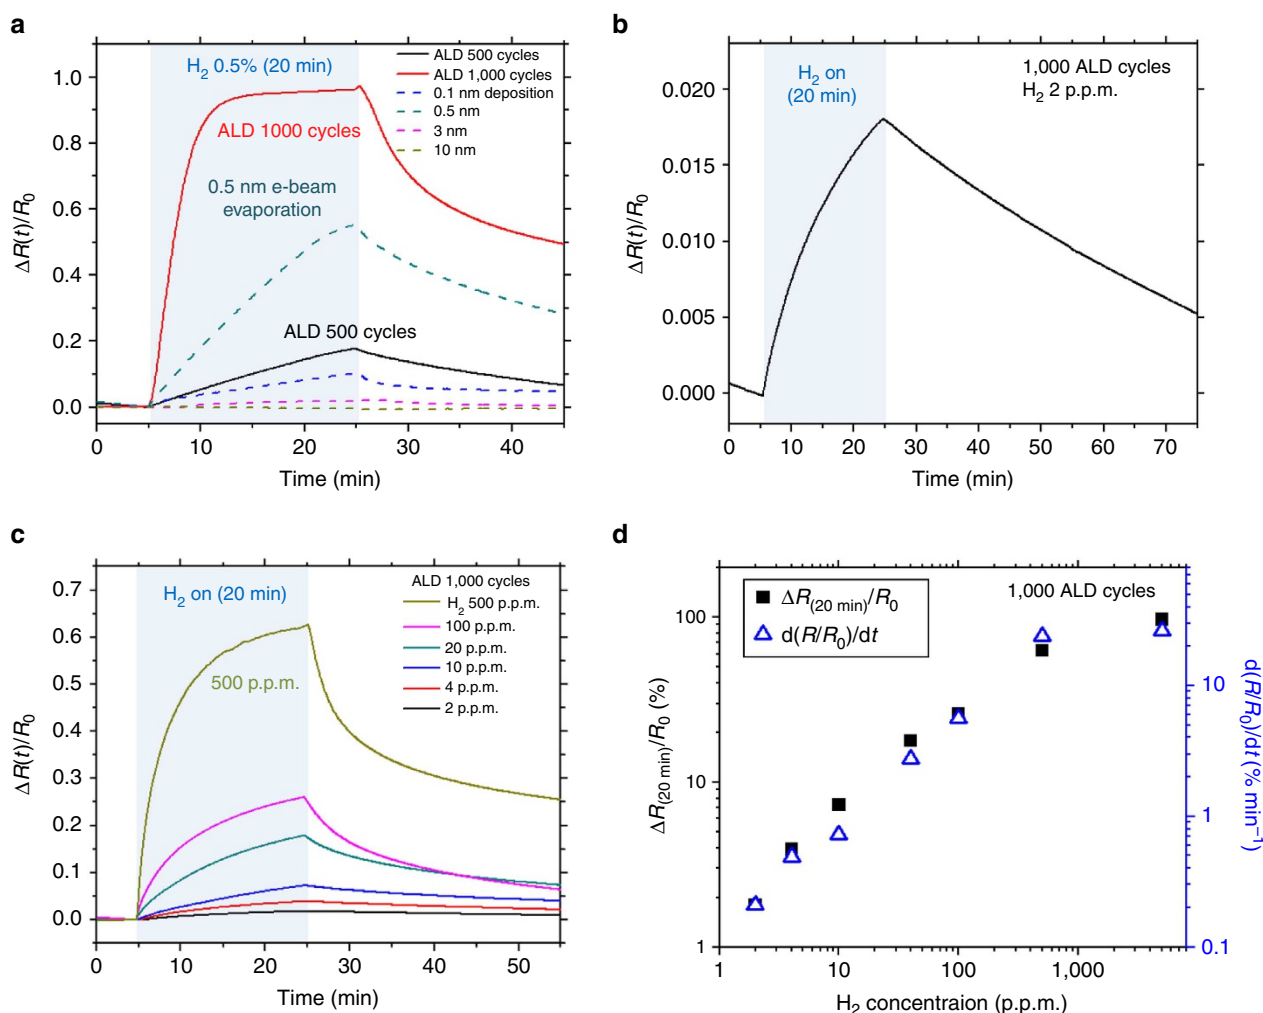 a
H2 0.5% (20 min)
ALD 500 cycles
ALD 1,000 cycles
0.1 nm deposition
0.5 nm
3 nm
10 nm
ALD 1000 cycles
0.5 nm e-beam
evaporation
ALD 500 cycles
1.0
0.8
0.6
0.4
0.2
0.0
ΔR(t)/R0
0 10 20 30 40
Time (min)
b
H2 on
(20 min)
1,000 ALD cycles
H2 2 p.p.m.
0.020
0.015
0.010
0.005
0.000
ΔR(t)/R0
0 10 20 30 40 50 60 70
Time (min)
c
H2 on (20 min)
ALD 1,000 cycles
H2 500 p.p.m.
100 p.p.m.
20 p.p.m.
10 p.p.m.
4 p.p.m.
2 p.p.m.
500 p.p.m.
0.7
0.6
0.5
0.4
0.3
0.2
0.1
0.0
ΔR(t)/R0
0 10 20 30 40 50
Time (min)
d
ΔR(20 min)/R0
d(R/R0)/dt
1,000 ALD cycles
100
10
1
ΔR(20 min)/R0 (%)
10
1
0.1
d(R/R0)/dt (% min−1)
1 10 100 1,000
H2 concentraion (p.p.m.)